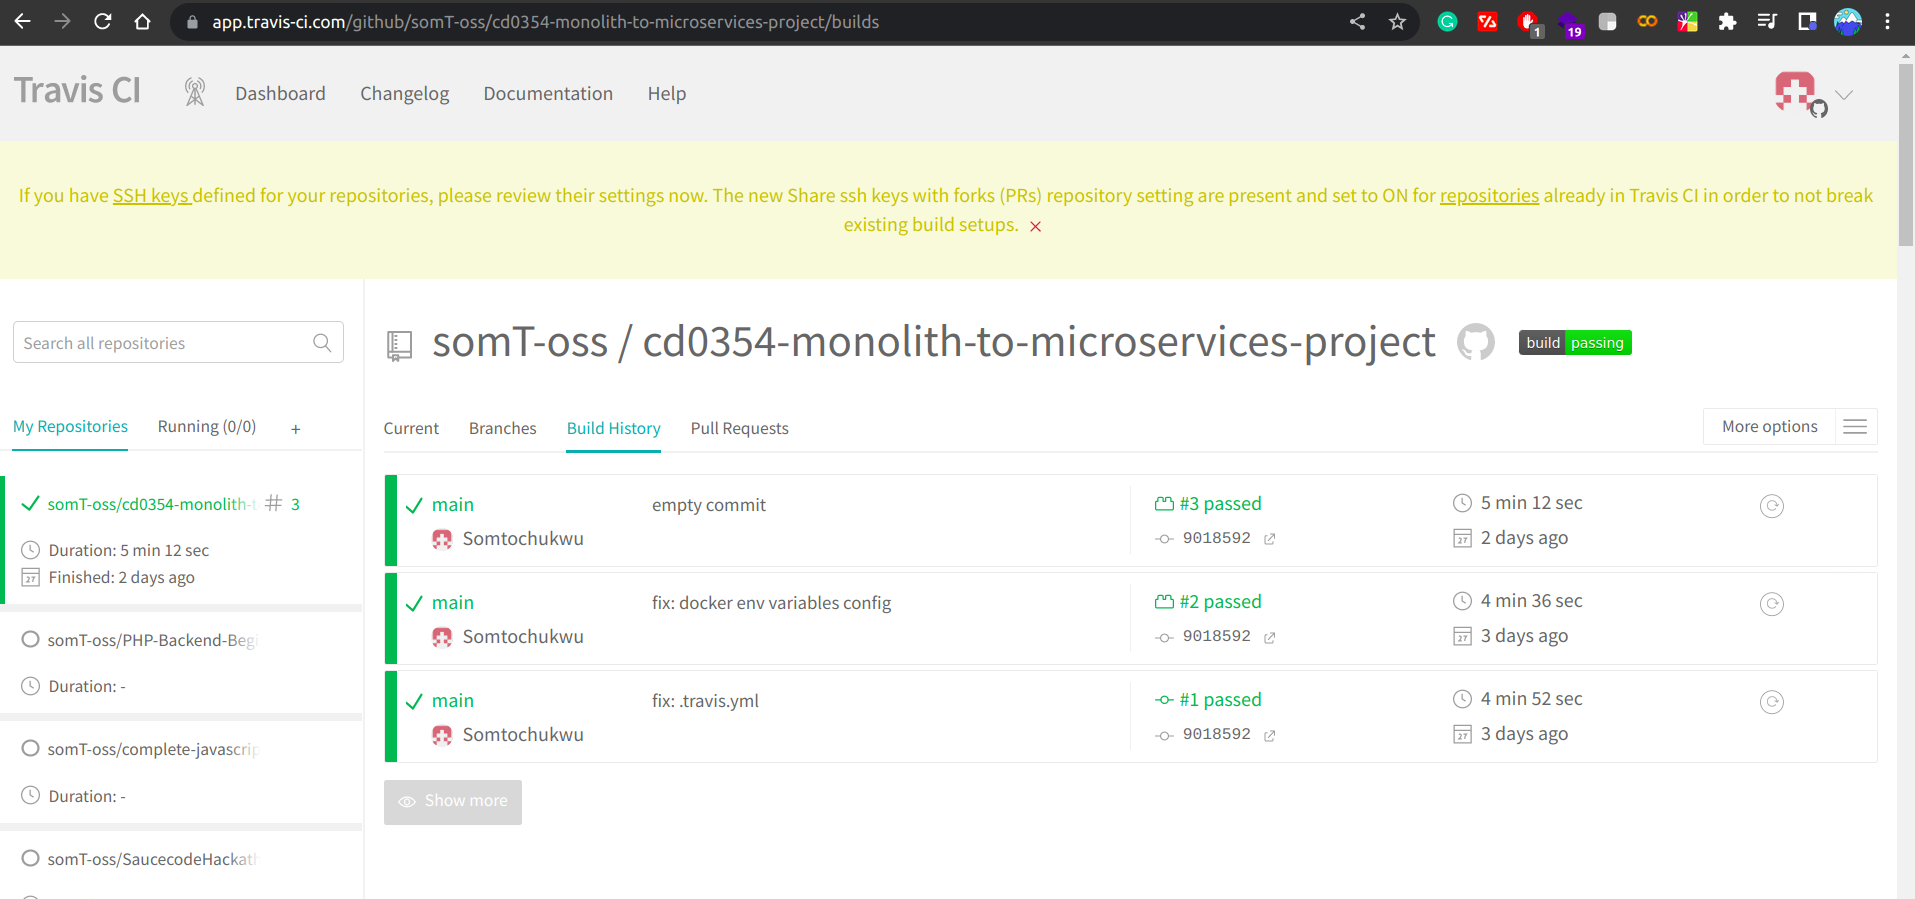 app.travis-ci.com/github/somT-oss/cd0354-monolith-to-microservices-project/builds
1
19
Travis CI
Dashboard
Changelog
Documentation
Help
If you have SSH keys defined for your repositories, please review their settings now. The new Share ssh keys with forks (PRs) repository setting are present and set to ON for repositories already in Travis CI in order to not break
existing build setups.
Search all repositories
somT-oss / cd0354-monolith-to-microservices-project
build passing
My Repositories
Running (0/0)
+
Current
Branches
Build History
Pull Requests
More options
somT-oss/cd0354-monolith-t
# 3
Duration: 5 min 12 sec
27 Finished: 2 days ago
somT-oss/PHP-Backend-Begi
Duration: -
somT-oss/complete-javascrip
Duration: -
somT-oss/SaucecodeHackath
main
empty commit
#3 passed
5 min 12 sec
Somtochukwu
9018592
27 2 days ago
main
fix: docker env variables config
#2 passed
4 min 36 sec
Somtochukwu
9018592
27 3 days ago
main
fix: .travis.yml
#1 passed
4 min 52 sec
Somtochukwu
9018592
27 3 days ago
Show more